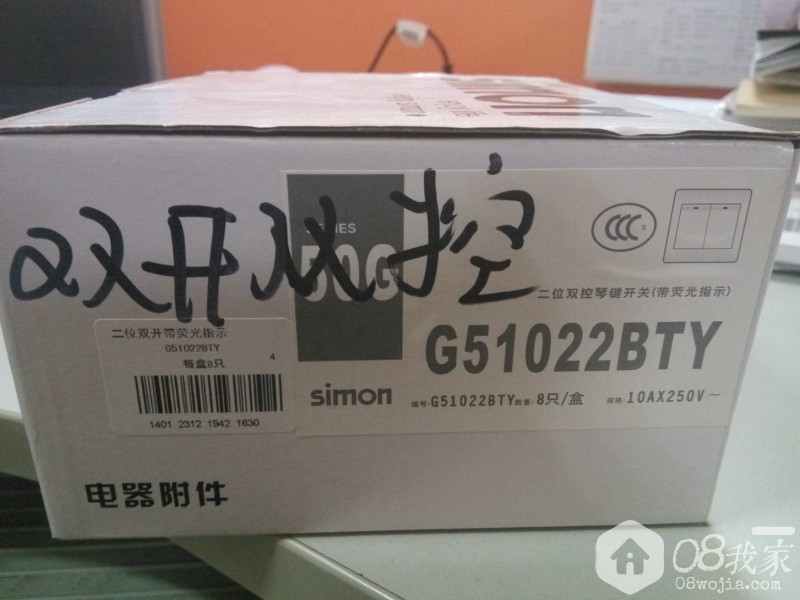 simon
双开双控
SERIES
50G
CCC
二位双控琴键开关(带荧光指示)
G51022BTY
二位双开带荧光指示
G51022BTY
每盒8只
4
1401 2312 1942 1630
simon
编号:G51022BTY 数量:8只/盒 规格:10AX250V~
电器附件
08我家
08wojia.com